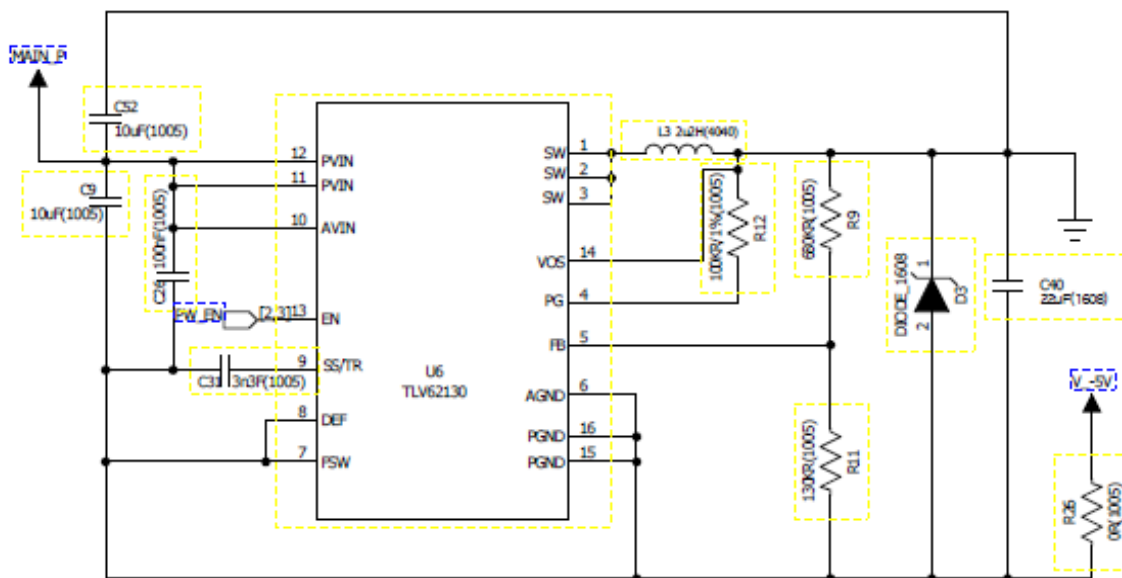 MAIN_P
C52
10uF(1005)
C9
10uF(1005)
C26 100nF(1005)
PW_EN
[2,3]
C31 3n3F(1005)
12 PVIN
11 PVIN
10 AVIN
13 EN
9 SS/TR
8 DEF
7 FSW
U6
TLV62130
SW 1
SW 2
SW 3
VOS 14
PG 4
FB 5
AGND 6
PGND 16
PGND 15
L3 2u2H(4040)
100KR/1%(1005)
R12
680KR(1005)
R9
130KR(1005)
R11
DIODE_1608
1
2
D3
C40
22uF(1608)
V_-5V
R26
0R(1005)